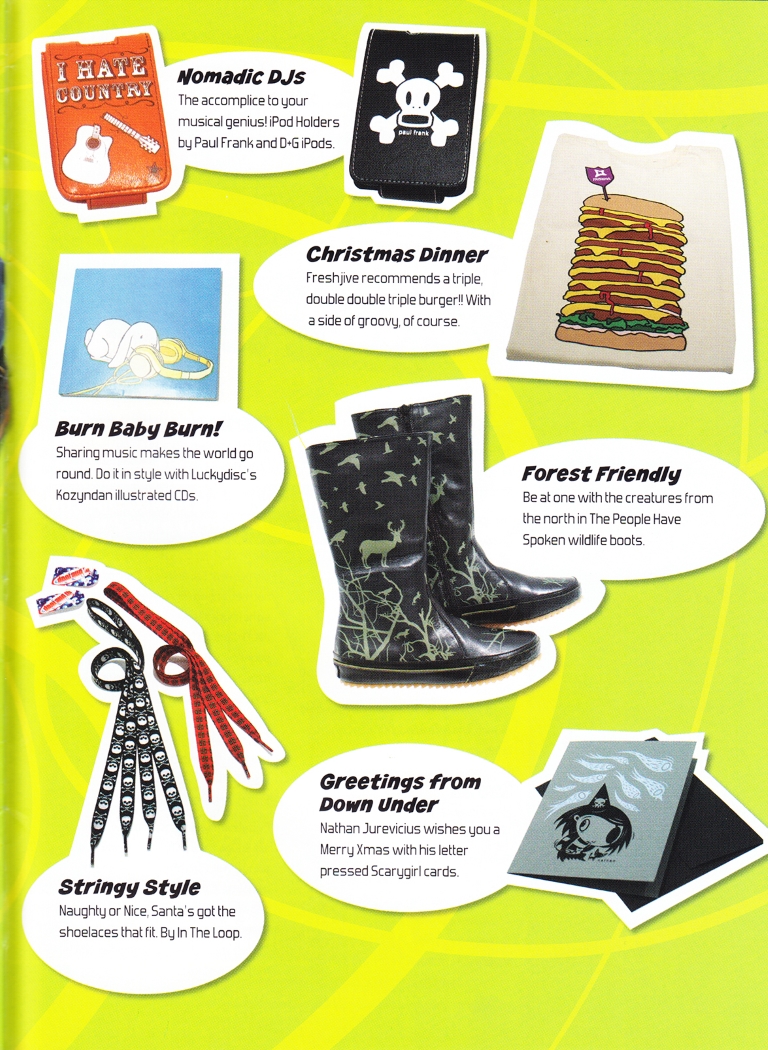 I HATE
COUNTRY
Nomadic DJs
The accomplice to your
musical genius! iPod Holders
by Paul Frank and D+G iPods.
paul frank
Christmas Dinner
Freshjive recommends a triple,
double double triple burger!! With
a side of groovy, of course.
Burn Baby Burn!
Sharing music makes the world go
round. Do it in style with Luckydisc's
Kozyndan illustrated CDs.
Forest Friendly
Be at one with the creatures from
the north in The People Have
Spoken wildlife boots.
Greetings from
Down Under
Nathan Jurevicius wishes you a
Merry Xmas with his letter
pressed Scarygirl cards.
Stringy Style
Naughty or Nice, Santa's got the
shoelaces that fit. By In The Loop.